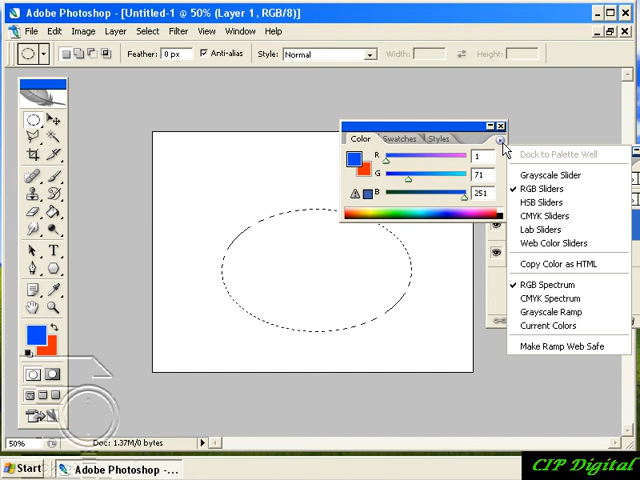 Adobe Photoshop - [Untitled-1 @ 50% (Layer 1, RGB/8)]
File Edit Image Layer Select Filter View Window Help
Feather: 0 px Anti-alias Style: Normal Width: Height:
Color Swatches Styles
R 1
G 71
B 251
Dock to Palette Well
Grayscale Slider
RGB Sliders
HSB Sliders
CMYK Sliders
Lab Sliders
Web Color Sliders
Copy Color as HTML
RGB Spectrum
CMYK Spectrum
Grayscale Ramp
Current Colors
Make Ramp Web Safe
T
50% Doc: 1.37M/0 bytes
Start Adobe Photoshop - ...
CIP Digital